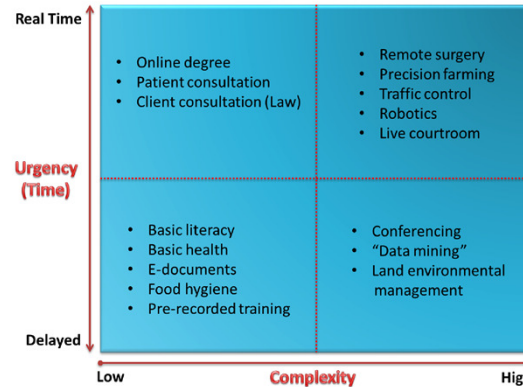 Real Time
• Online degree
• Patient consultation
• Client consultation (Law)
• Remote surgery
• Precision farming
• Traffic control
• Robotics
• Live courtroom
Urgency
(Time)
• Basic literacy
• Basic health
• E-documents
• Food hygiene
• Pre-recorded training
• Conferencing
• “Data mining”
• Land environmental
management
Delayed
Low
Complexity
Hig